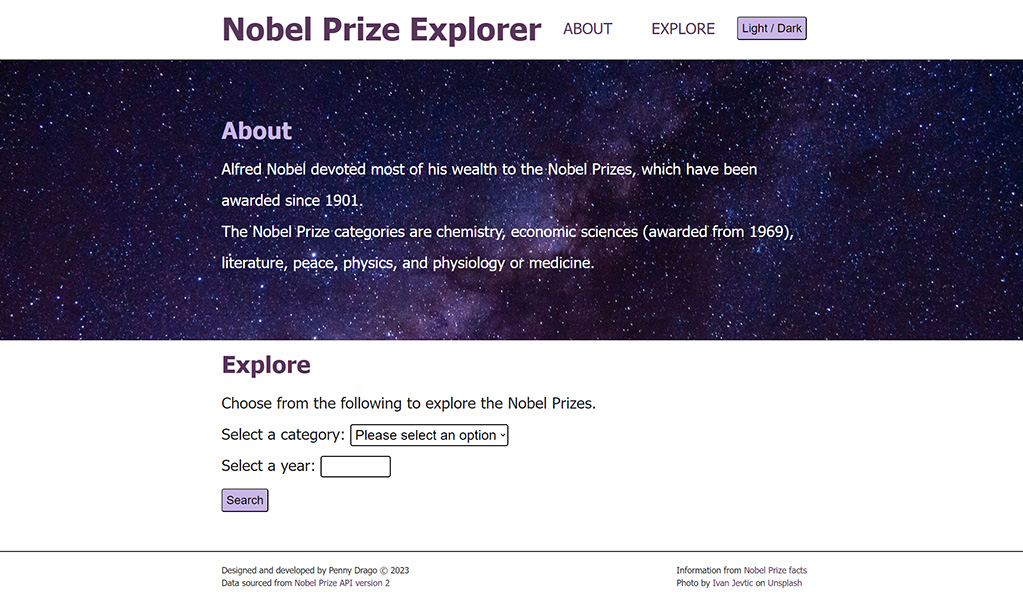 Nobel Prize Explorer ABOUT EXPLORE Light / Dark
About
Alfred Nobel devoted most of his wealth to the Nobel Prizes, which have been
awarded since 1901.
The Nobel Prize categories are chemistry, economic sciences (awarded from 1969),
literature, peace, physics, and physiology or medicine.
Explore
Choose from the following to explore the Nobel Prizes.
Select a category: Please select an option
Select a year:
Search
Designed and developed by Penny Drago © 2023
Data sourced from Nobel Prize API version 2
Information from Nobel Prize facts
Photo by Ivan Jevtic on Unsplash